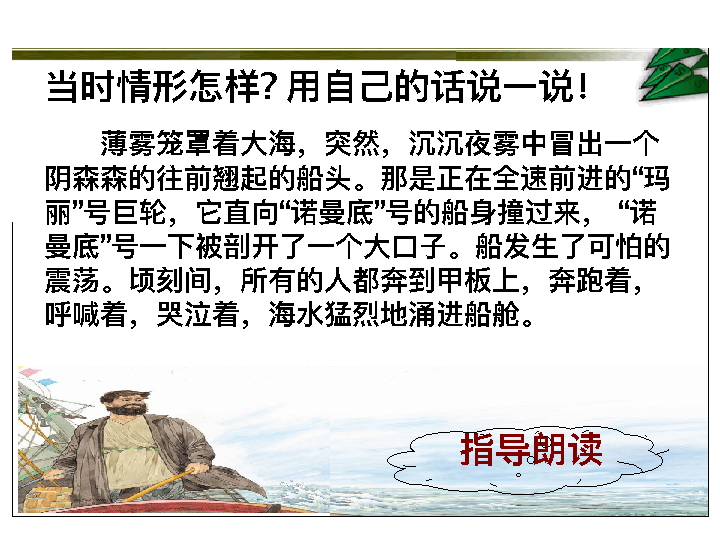 当时情形怎样？用自己的话说一说！
薄雾笼罩着大海，突然，沉沉夜雾中冒出一个
阴森森的往前翘起的船头。那是正在全速前进的“玛
丽”号巨轮，它直向“诺曼底”号的船身撞过来，“诺
曼底”号一下被剖开了一个大口子。船发生了可怕的
震荡。顷刻间，所有的人都奔到甲板上，奔跑着，
呼喊着，哭泣着，海水猛烈地涌进船舱。
指导朗读